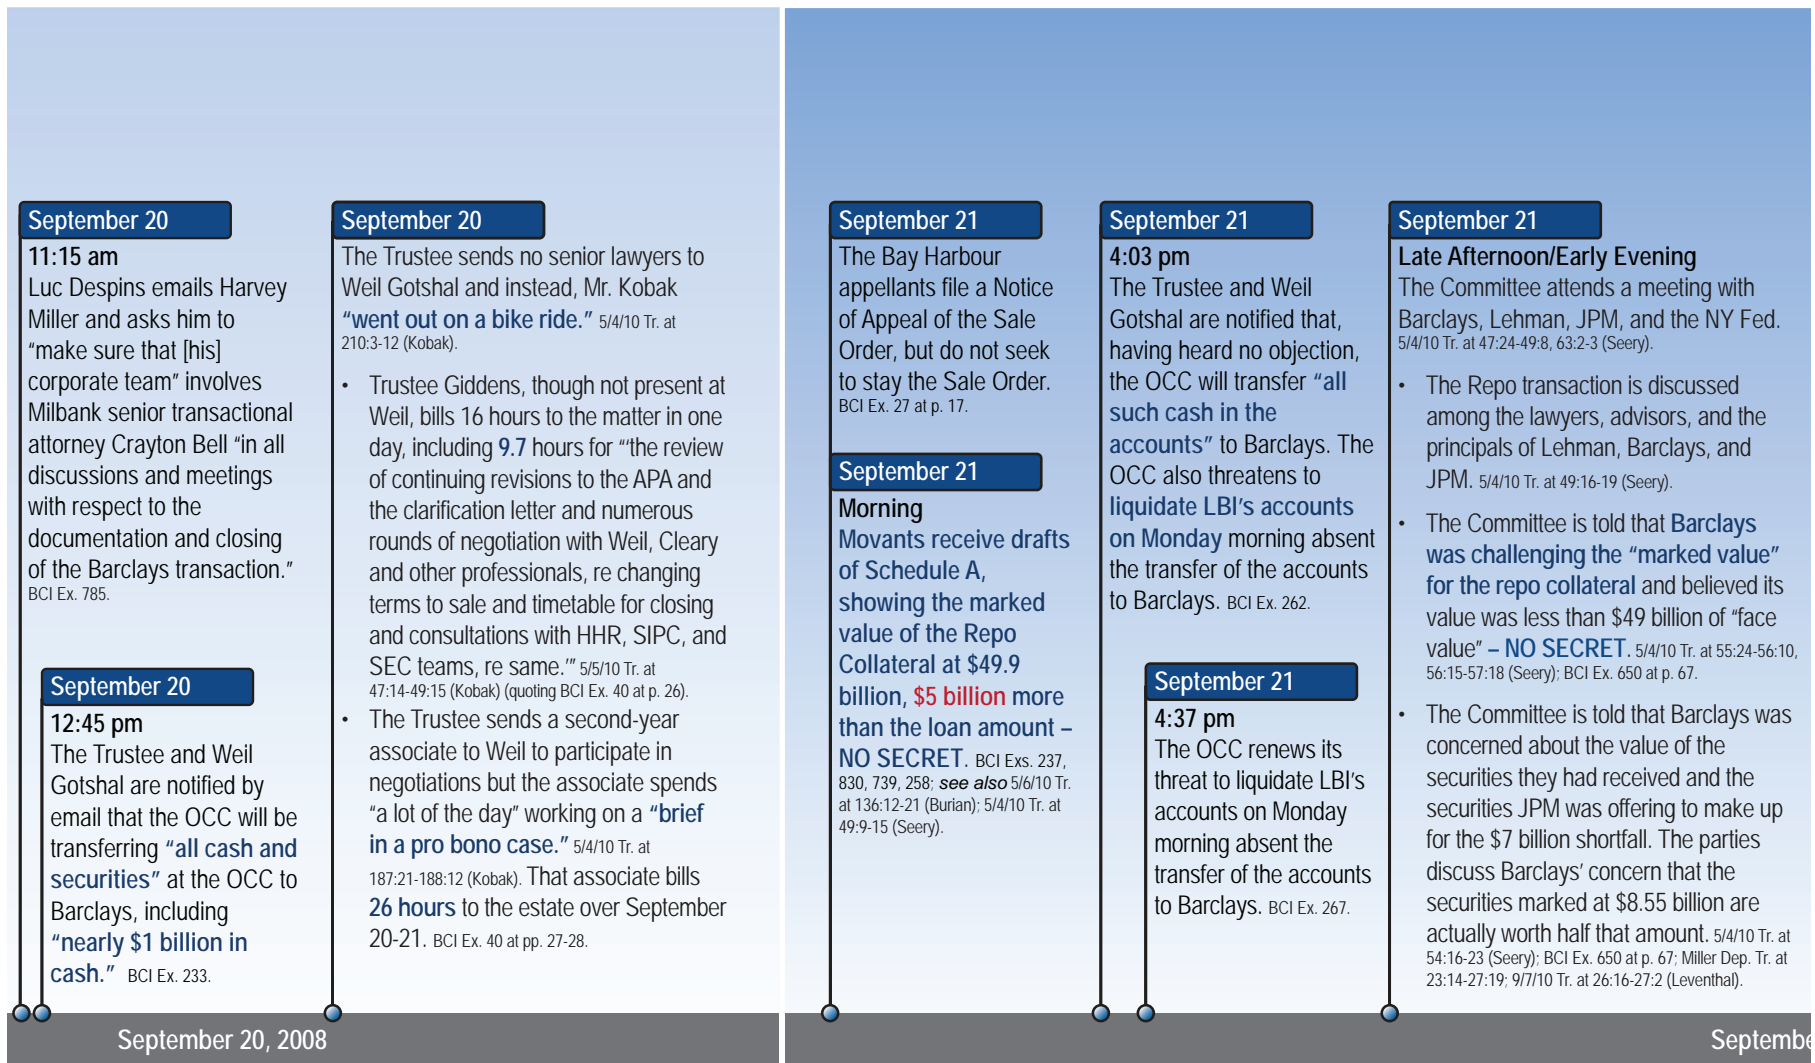 September 20
11:15 am
Luc Despins emails Harvey
Miller and asks him to
“make sure that [his]
corporate team” involves
Milbank senior transactional
attorney Crayton Bell “in all
discussions and meetings
with respect to the
documentation and closing
of the Barclays transaction.”
BCI Ex. 785.
September 20
12:45 pm
The Trustee and Weil
Gotshal are notified by
email that the OCC will be
transferring “all cash and
securities” at the OCC to
Barclays, including
“nearly $1 billion in
cash.” BCI Ex. 233.
September 20
The Trustee sends no senior lawyers to
Weil Gotshal and instead, Mr. Kobak
“went out on a bike ride.” 5/4/10 Tr. at
210:3-12 (Kobak).
• Trustee Giddens, though not present at
Weil, bills 16 hours to the matter in one
day, including 9.7 hours for “‘the review
of continuing revisions to the APA and
the clarification letter and numerous
rounds of negotiation with Weil, Cleary
and other professionals, re changing
terms to sale and timetable for closing
and consultations with HHR, SIPC, and
SEC teams, re same.’” 5/5/10 Tr. at
47:14-49:15 (Kobak) (quoting BCI Ex. 40 at p. 26).
• The Trustee sends a second-year
associate to Weil to participate in
negotiations but the associate spends
“a lot of the day” working on a “brief
in a pro bono case.” 5/4/10 Tr. at
187:21-188:12 (Kobak). That associate bills
26 hours to the estate over September
20-21. BCI Ex. 40 at pp. 27-28.
September 20, 2008
September 21
The Bay Harbour
appellants file a Notice
of Appeal of the Sale
Order, but do not seek
to stay the Sale Order.
BCI Ex. 27 at p. 17.
September 21
Morning
Movants receive drafts
of Schedule A,
showing the marked
value of the Repo
Collateral at $49.9
billion, $5 billion more
than the loan amount –
NO SECRET. BCI Exs. 237,
830, 739, 258; see also 5/6/10 Tr.
at 136:12-21 (Burian); 5/4/10 Tr. at
49:9-15 (Seery).
September 21
4:03 pm
The Trustee and Weil
Gotshal are notified that,
having heard no objection,
the OCC will transfer “all
such cash in the
accounts” to Barclays. The
OCC also threatens to
liquidate LBI’s accounts
on Monday morning absent
the transfer of the accounts
to Barclays. BCI Ex. 262.
September 21
4:37 pm
The OCC renews its
threat to liquidate LBI’s
accounts on Monday
morning absent the
transfer of the accounts
to Barclays. BCI Ex. 267.
September 21
Late Afternoon/Early Evening
The Committee attends a meeting with
Barclays, Lehman, JPM, and the NY Fed.
5/4/10 Tr. at 47:24-49:8, 63:2-3 (Seery).
• The Repo transaction is discussed
among the lawyers, advisors, and the
principals of Lehman, Barclays, and
JPM. 5/4/10 Tr. at 49:16-19 (Seery).
• The Committee is told that Barclays
was challenging the “marked value”
for the repo collateral and believed its
value was less than $49 billion of “face
value” – NO SECRET. 5/4/10 Tr. at 55:24-56:10,
56:15-57:18 (Seery); BCI Ex. 650 at p. 67.
• The Committee is told that Barclays was
concerned about the value of the
securities they had received and the
securities JPM was offering to make up
for the $7 billion shortfall. The parties
discuss Barclays’ concern that the
securities marked at $8.55 billion are
actually worth half that amount. 5/4/10 Tr. at
54:16-23 (Seery); BCI Ex. 650 at p. 67; Miller Dep. Tr. at
23:14-27:19; 9/7/10 Tr. at 26:16-27:2 (Leventhal).